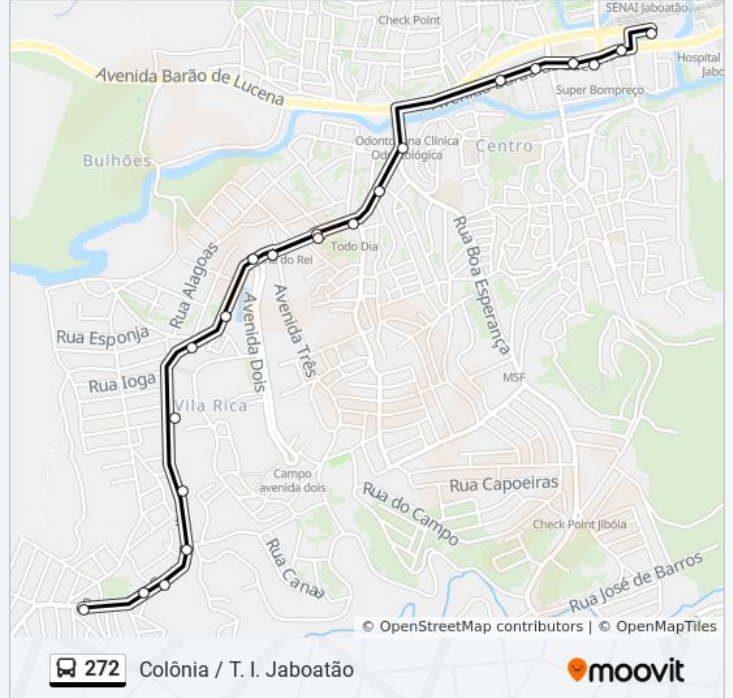 SENAI Jaboatão
Check Point
Avenida Barão de Lucena
Hospital
Jabo
Super Bompreço
Odonto
na Clínica
Odontológica
Centro
Bulhões
Todo Dia
do Rei
Rua Alagoas
Rua Boa Esperança
Avenida Dois
Avenida Três
Rua Esponja
Rua Ioga
MSF
Vila Rica
Campo
avenida dois
Rua Capoeiras
Rua do Campo
Check Point Jibóia
Rua Canaã
Rua José de Barros
© OpenStreetMap contributors | © OpenMapTiles
272 Colônia / T. I. Jaboatão
moovit